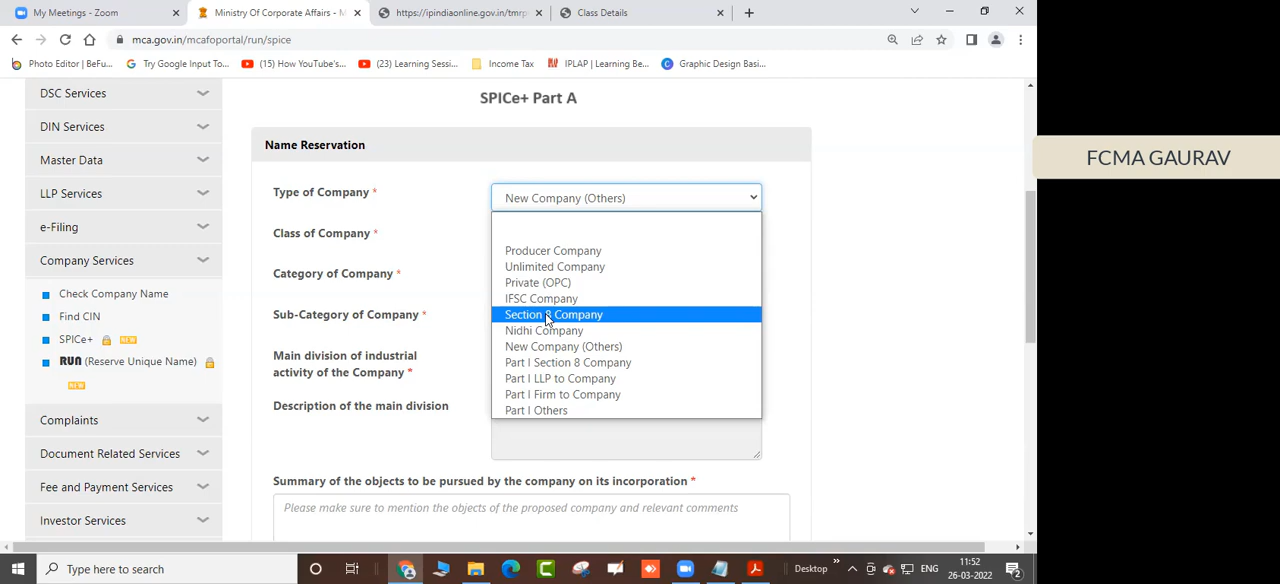 My Meetings - Zoom
Ministry Of Corporate Affairs - M
https://ipindiaonline.gov.in/tmrp
Class Details
mca.gov.in/mcafoportal/run/spice
Photo Editor | BeFu...
Try Google Input To...
(15) How YouTube's...
(23) Learning Sessi...
Income Tax
IPLAP | Learning Be...
Graphic Design Basi...
DSC Services
DIN Services
Master Data
LLP Services
e-Filing
Company Services
Check Company Name
Find CIN
SPICe+ NEW
RUN (Reserve Unique Name)
NEW
Complaints
Document Related Services
Fee and Payment Services
Investor Services
SPICe+ Part A
Name Reservation
Type of Company *
New Company (Others)
Class of Company *
Category of Company *
Sub-Category of Company *
Main division of industrial
activity of the Company *
Description of the main division
Producer Company
Unlimited Company
Private (OPC)
IFSC Company
Section 8 Company
Nidhi Company
New Company (Others)
Part I Section 8 Company
Part I LLP to Company
Part I Firm to Company
Part I Others
Summary of the objects to be pursued by the company on its incorporation *
Please make sure to mention the objects of the proposed company and relevant comments
FCMA GAURAV
Type here to search
Desktop
ENG
11:52
26-03-2022
2